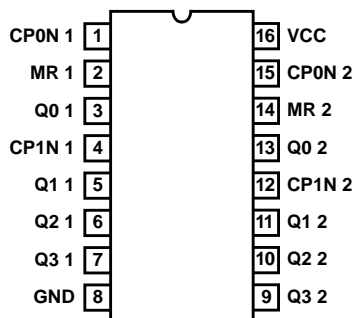 CP0N 1 1 16 VCC
MR 1 2 15 CP0N 2
Q0 1 3 14 MR 2
CP1N 1 4 13 Q0 2
Q1 1 5 12 CP1N 2
Q2 1 6 11 Q1 2
Q3 1 7 10 Q2 2
GND 8 9 Q3 2